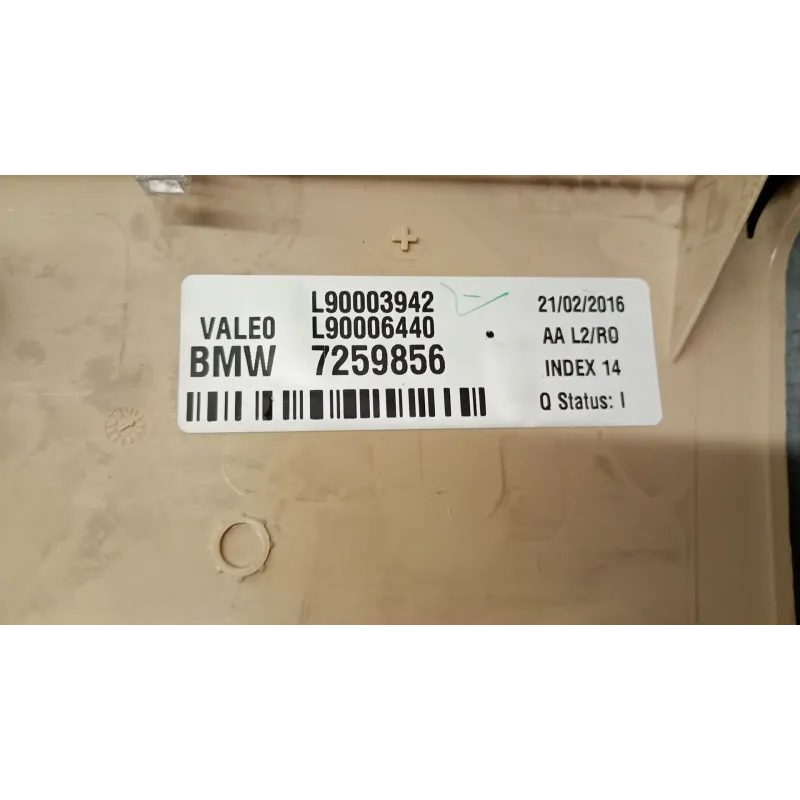 L90003942 21/02/2016
VALEO L90006440 AA L2/R0
BMW 7259856 INDEX 14
Q Status: I